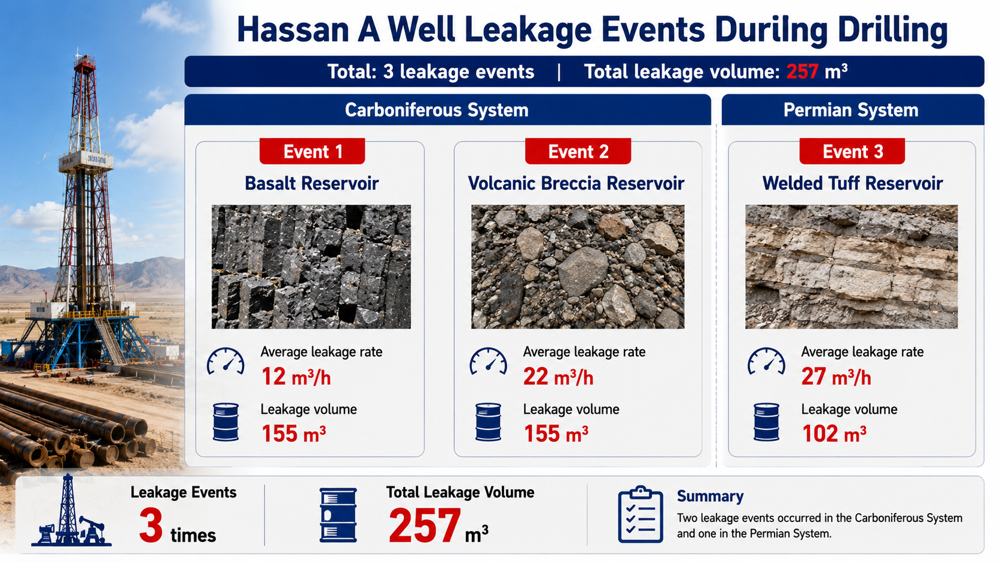 Hassan A Well Leakage Events DuriIng Drilling
Total: 3 leakage events | Total leakage volume: 257 m³
Carboniferous System
Permian System
Event 1
Basalt Reservoir
Average leakage rate
12 m³/h
Leakage volume
155 m³
Event 2
Volcanic Breccia Reservoir
Average leakage rate
22 m³/h
Leakage volume
155 m³
Event 3
Welded Tuff Reservoir
Average leakage rate
27 m³/h
Leakage volume
102 m³
Leakage Events
3 times
Total Leakage Volume
257 m³
Summary
Two leakage events occurred in the Carboniferous System
and one in the Permian System.